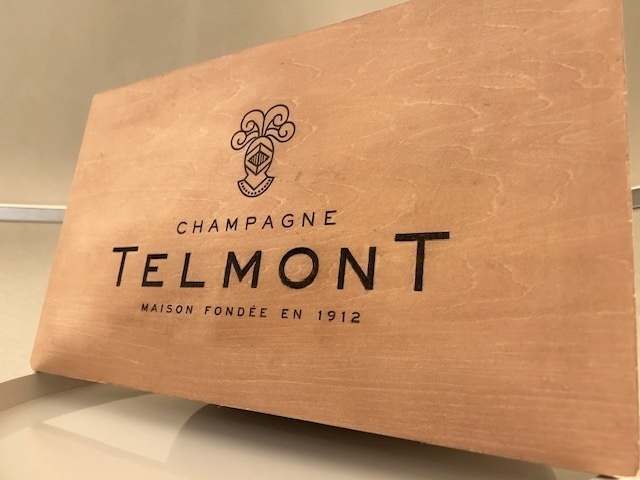 CHAMPAGNE
TELMONT
MAISON FONDÉE EN 1912